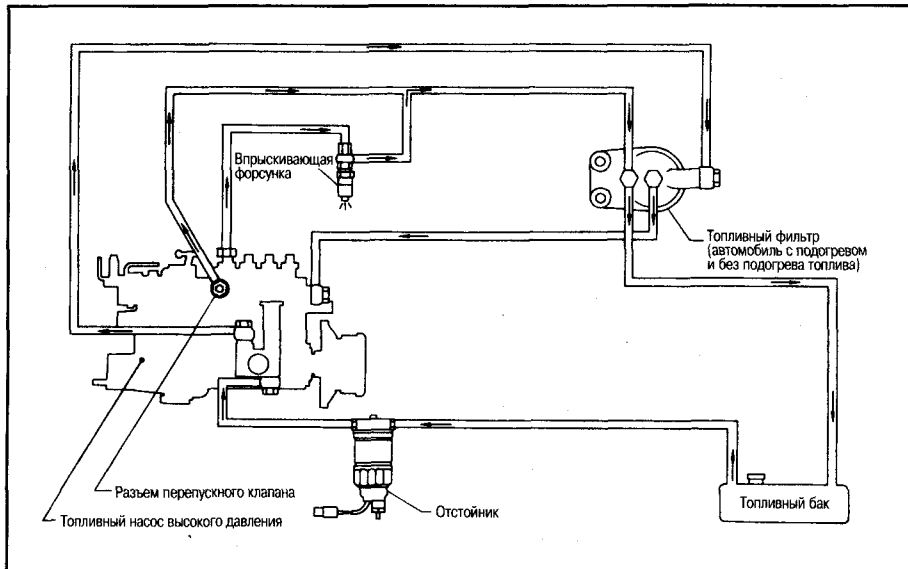 Впрыскивающая
форсунка
Топливный фильтр
(автомобиль с подогревом
и без подогрева топлива)
Разъем перепускного клапана
Топливный насос высокого давления
Отстойник
Топливный бак